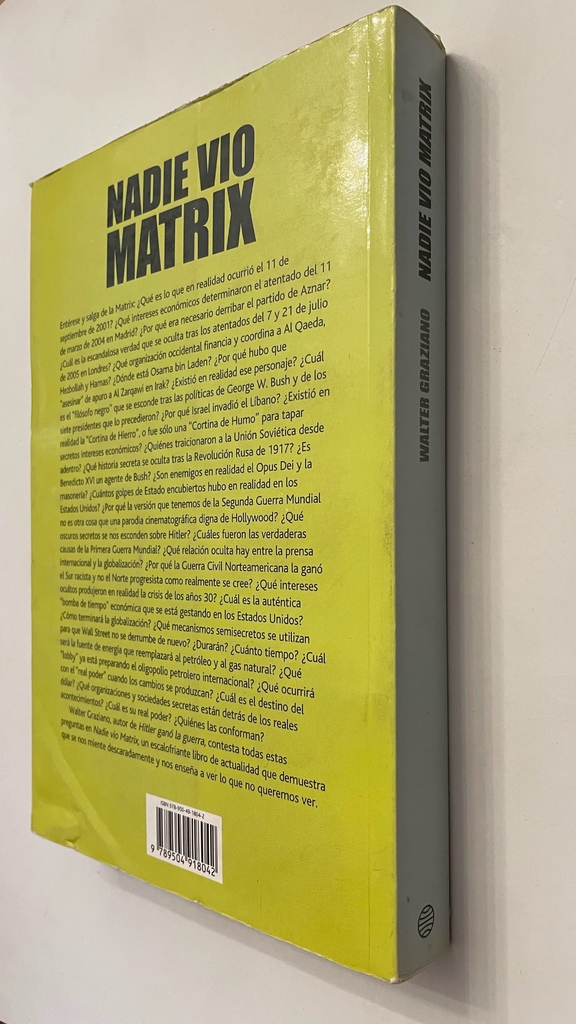 NADIE VIO
MATRIX
Entérese y salga de la Matrix: ¿Qué es lo que en realidad ocurrió el 11 de
septiembre de 2001? ¿Qué intereses económicos determinaron el atentado del 11
de marzo de 2004 en Madrid? ¿Por qué era necesario derribar el partido de Aznar?
¿Cuál es la escandalosa verdad que se oculta tras los atentados del 7 y 21 de julio
de 2005 en Londres? ¿Qué organización occidental financia y coordina a Al Qaeda,
Hezbollah y Hamas? ¿Dónde está Osama bin Laden? ¿Por qué hubo que
"asesinar" de apuro a Al Zarqawi en Irak? ¿Existió en realidad ese personaje? ¿Cuál
es el "filósofo negro" que se esconde tras las políticas de George W. Bush y de los
siete presidentes que lo precedieron? ¿Por qué Israel invadió el Líbano? ¿Existió en
realidad la "Cortina de Hierro", o fue sólo una "Cortina de Humo" para tapar
secretos intereses económicos? ¿Quiénes traicionaron a la Unión Soviética desde
adentro? ¿Qué historia secreta se oculta tras la Revolución Rusa de 1917? ¿Es
Benedicto XVI un agente de Bush? ¿Son enemigos en realidad el Opus Dei y la
masonería? ¿Cuántos golpes de Estado encubiertos hubo en realidad en los
Estados Unidos? ¿Por qué la versión que tenemos de la Segunda Guerra Mundial
no es otra cosa que una parodia cinematográfica digna de Hollywood? ¿Qué
oscuros secretos se nos esconden sobre Hitler? ¿Cuáles fueron las verdaderas
causas de la Primera Guerra Mundial? ¿Qué relación oculta hay entre la prensa
internacional y la globalización? ¿Por qué la Guerra Civil Norteamericana la ganó
el Sur racista y no el Norte progresista como realmente se cree? ¿Qué intereses
ocultos produjeron en realidad la crisis de los años 30? ¿Cuál es la auténtica
"bomba de tiempo" económica que se está gestando en los Estados Unidos?
¿Cómo terminará la globalización? ¿Qué mecanismos semisecretos se utilizan
para que Wall Street no se derrumbe de nuevo? ¿Durarán? ¿Cuánto tiempo? ¿Cuál
será la fuente de energía que reemplazará al petróleo y al gas natural? ¿Qué
"lobby" ya está preparando el oligopolio petrolero internacional? ¿Qué ocurrirá
con el "real poder" cuando los cambios se produzcan? ¿Cuál es el destino del
dólar? ¿Qué organizaciones y sociedades secretas están detrás de los reales
acontecimientos? ¿Cuál es su real poder? ¿Quiénes las conforman?
Walter Graziano, autor de Hitler ganó la guerra, contesta todas estas
preguntas en Nadie vio Matrix, un escalofriante libro de actualidad que demuestra
que se nos miente descaradamente y nos enseña a ver lo que no queremos ver.
ISBN 978-950-49-1804-2
9 789504 918042
WALTER GRAZIANO NADIE VIO MATRIX